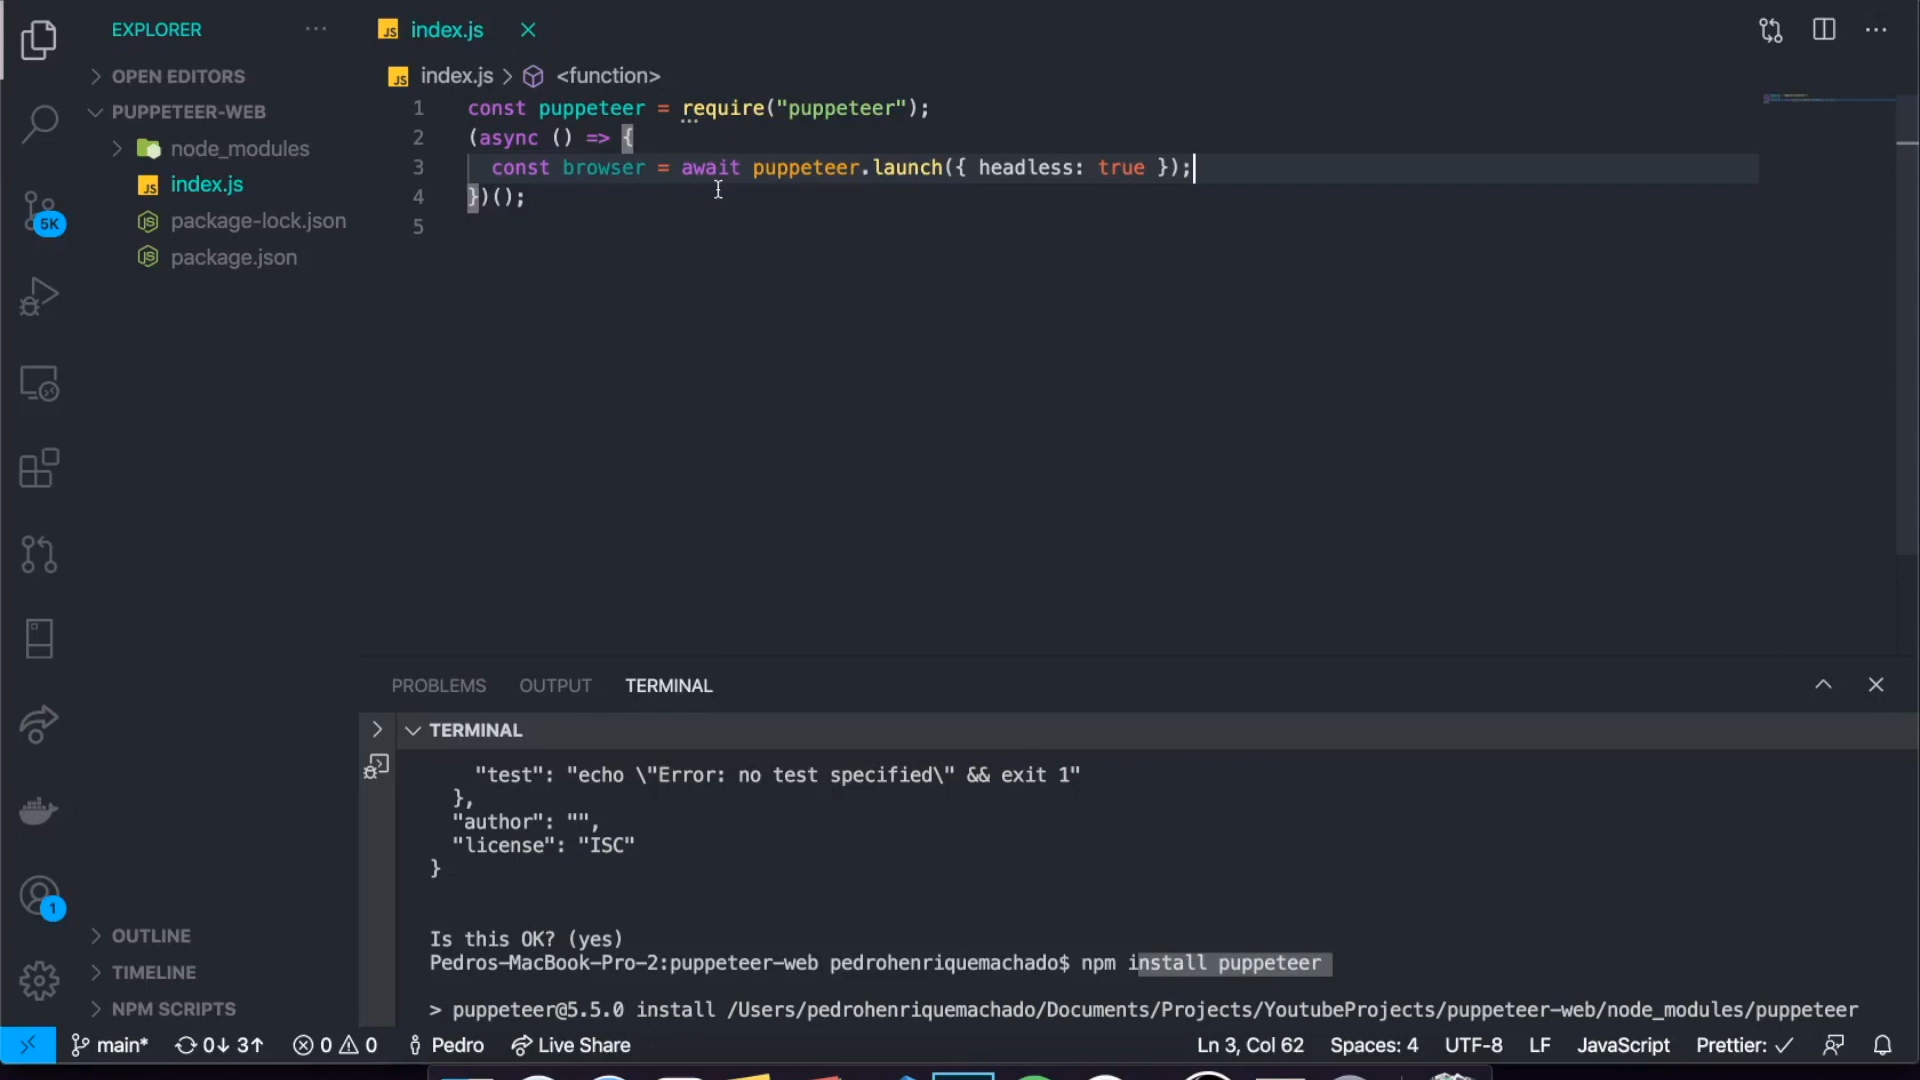 EXPLORER
OPEN EDITORS
PUPPETEER-WEB
node_modules
JS index.js
package-lock.json
package.json
5K
1
OUTLINE
TIMELINE
NPM SCRIPTS
JS index.js
JS index.js > <function>
1 const puppeteer = require("puppeteer");
2 (async () => {
3 const browser = await puppeteer.launch({ headless: true });
4 })();
5
PROBLEMS OUTPUT TERMINAL
TERMINAL
"test": "echo \"Error: no test specified\" && exit 1"
},
"author": "",
"license": "ISC"
}
Is this OK? (yes)
Pedros-MacBook-Pro-2:puppeteer-web pedrohenriquemachado$ npm install puppeteer
> puppeteer@5.5.0 install /Users/pedrohenriquemachado/Documents/Projects/YoutubeProjects/puppeteer-web/node_modules/puppeteer
main* 0↓ 3↑ 0 0 Pedro Live Share Ln 3, Col 62 Spaces: 4 UTF-8 LF JavaScript Prettier: ✓